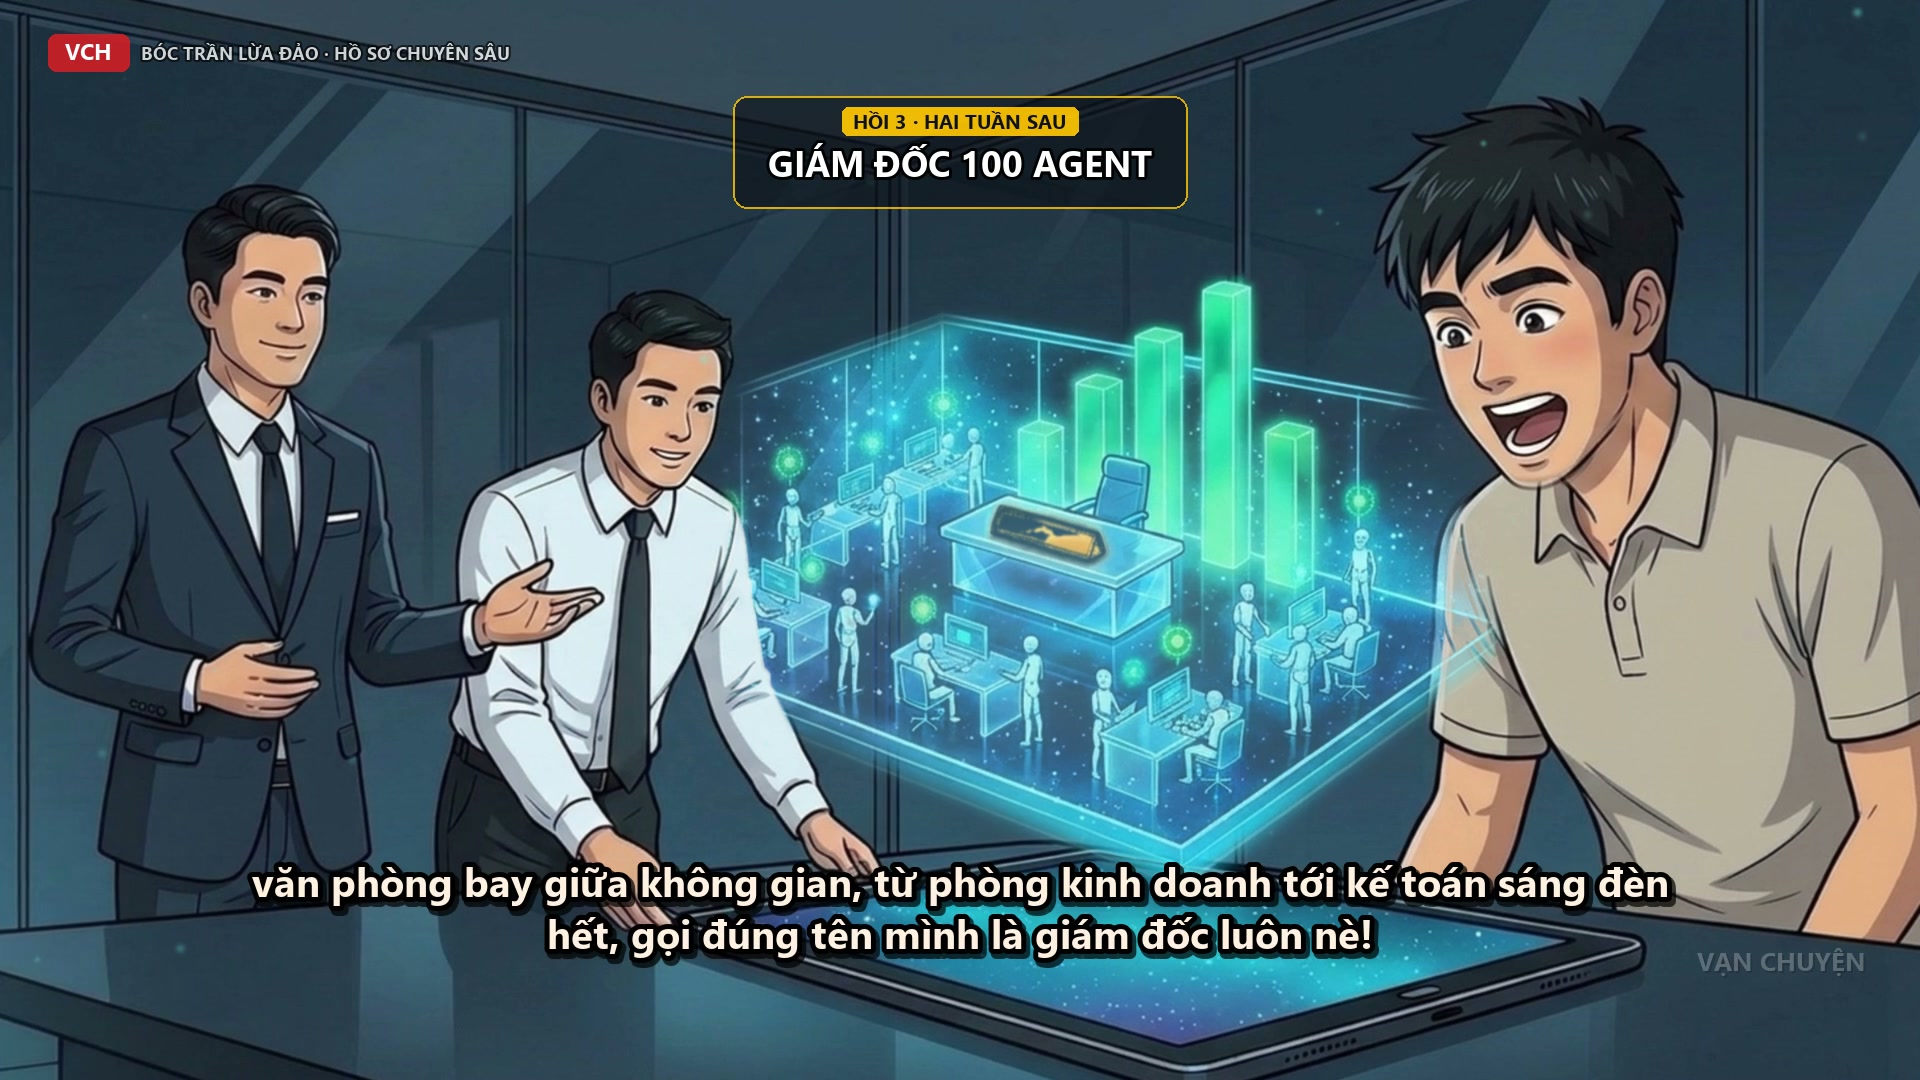 VCH BÓC TRẦN LỪA ĐẢO · HỒ SƠ CHUYÊN SÂU
HỒI 3 · HAI TUẦN SAU
GIÁM ĐỐC 100 AGENT
văn phòng bay giữa không gian, từ phòng kinh doanh tới kế toán sáng đèn
hết, gọi đúng tên mình là giám đốc luôn nè!
VẠN CHUYỆN